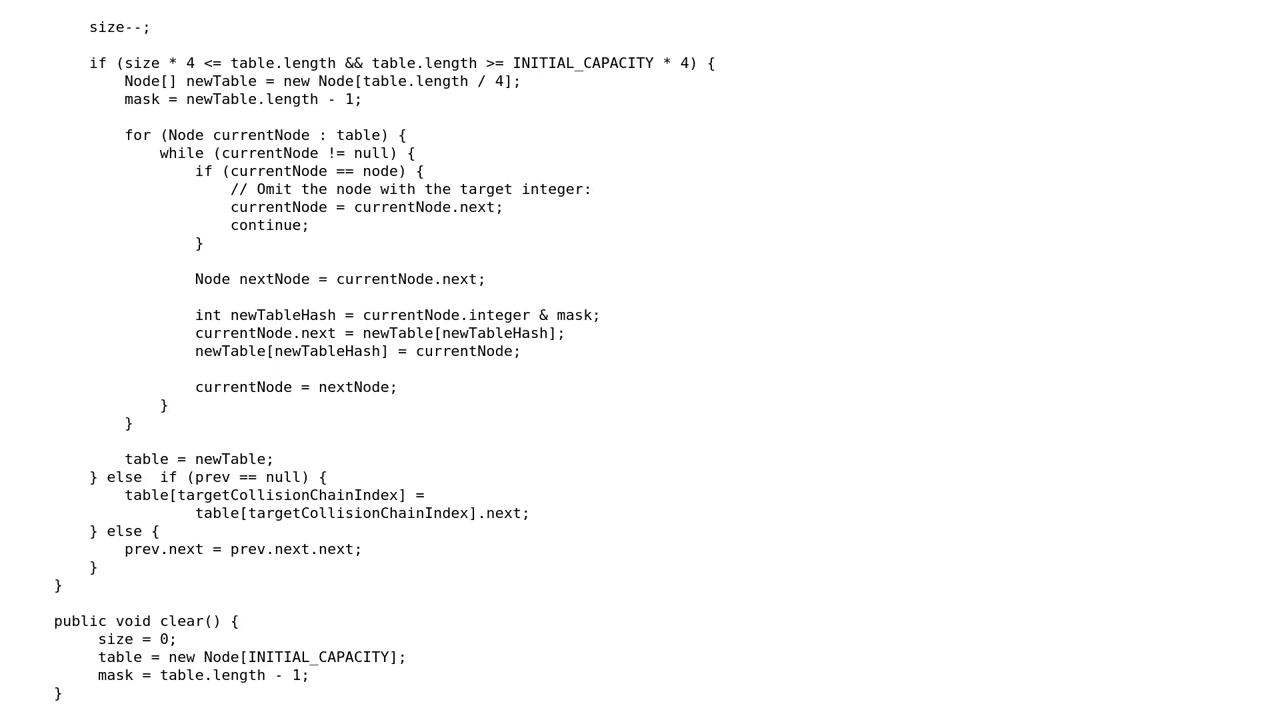 size--;
if (size * 4 <= table.length && table.length >= INITIAL_CAPACITY * 4) {
Node[] newTable = new Node[table.length / 4];
mask = newTable.length - 1;
for (Node currentNode : table) {
while (currentNode != null) {
if (currentNode == node) {
// Omit the node with the target integer:
currentNode = currentNode.next;
continue;
}
Node nextNode = currentNode.next;
int newTableHash = currentNode.integer & mask;
currentNode.next = newTable[newTableHash];
newTable[newTableHash] = currentNode;
currentNode = nextNode;
}
}
table = newTable;
} else  if (prev == null) {
table[targetCollisionChainIndex] =
table[targetCollisionChainIndex].next;
} else {
prev.next = prev.next.next;
}
}
public void clear() {
size = 0;
table = new Node[INITIAL_CAPACITY];
mask = table.length - 1;
}